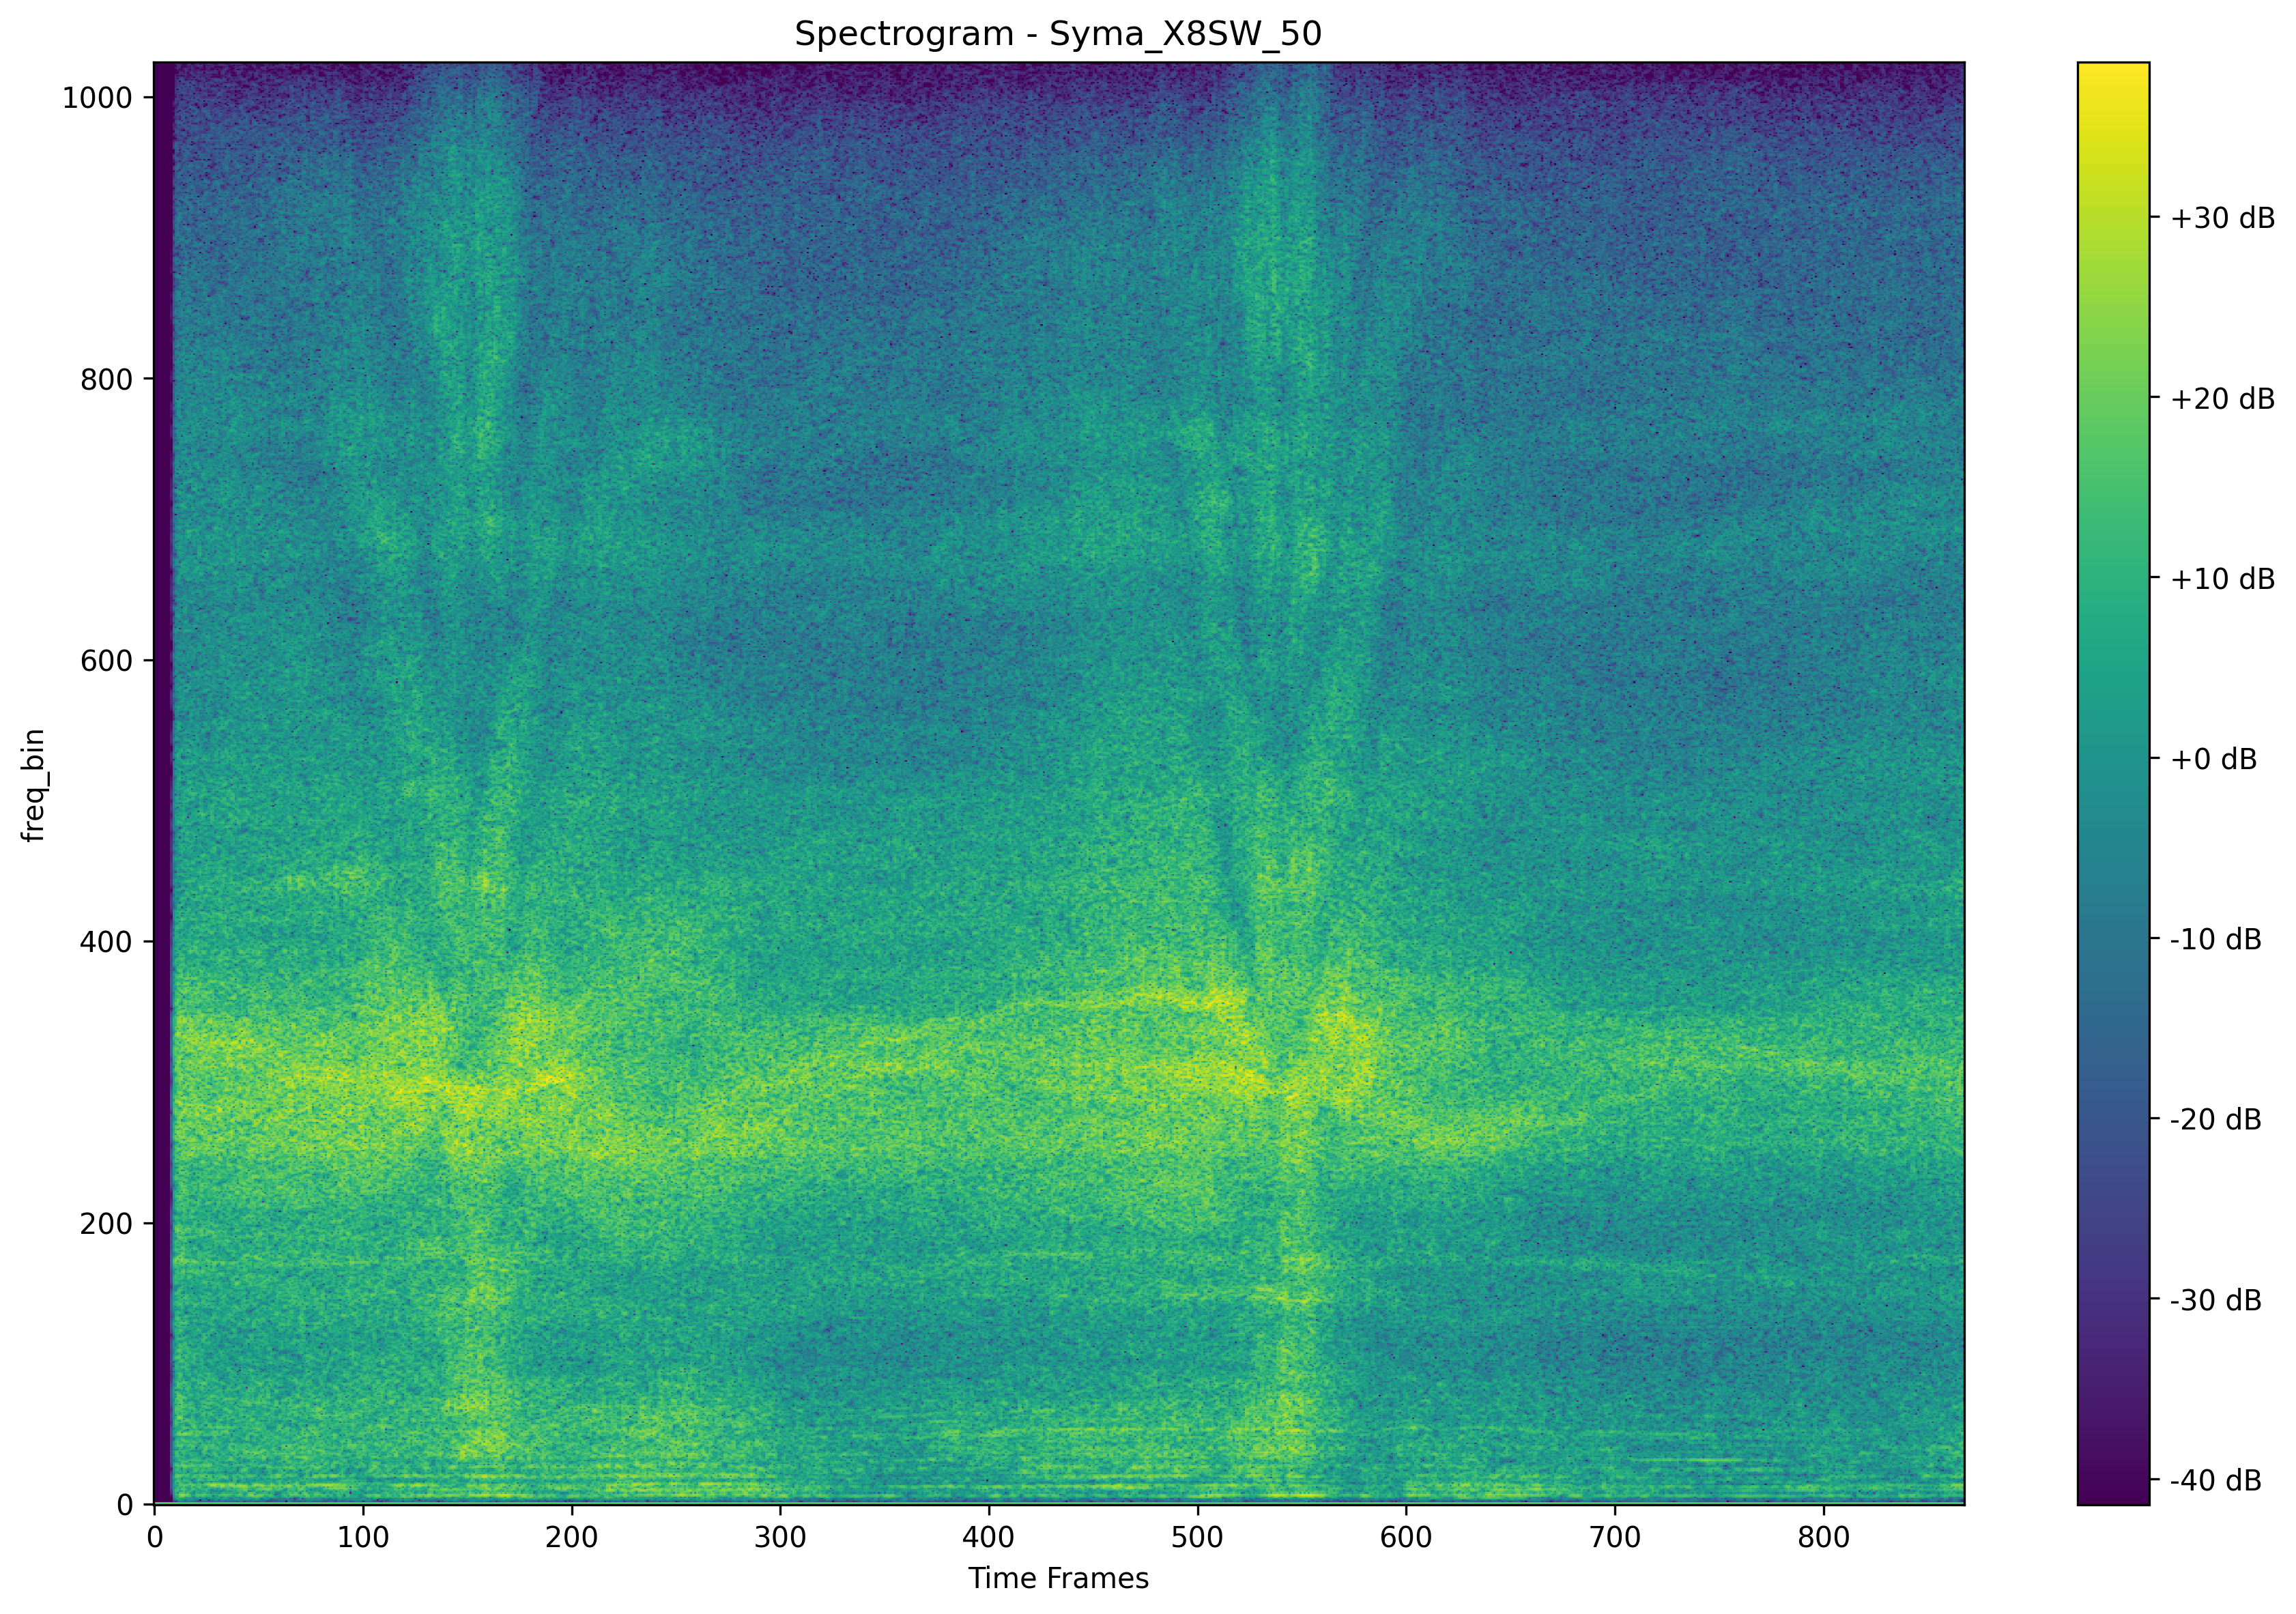 Spectrogram - Syma_X8SW_50
1000
800
600
400
200
0
freq_bin
0 100 200 300 400 500 600 700 800
Time Frames
+30 dB
+20 dB
+10 dB
+0 dB
-10 dB
-20 dB
-30 dB
-40 dB